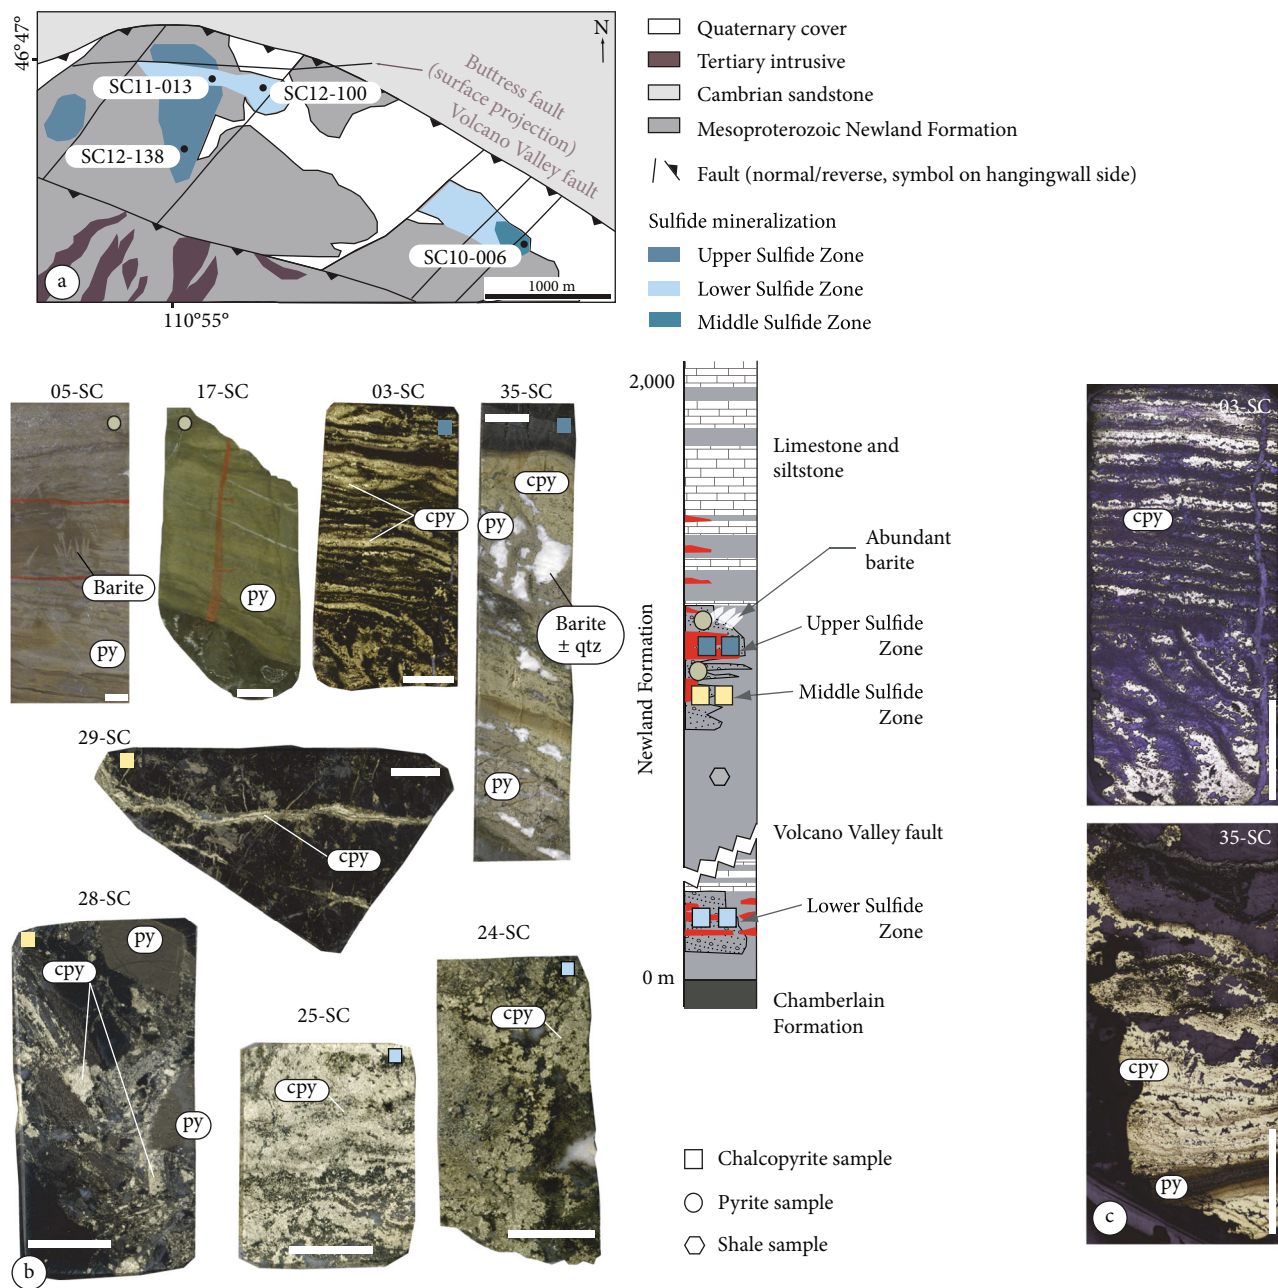 46°47'
N
SC11-013
SC12-100
SC12-138
SC10-006
Buttress fault
(surface projection)
Volcano Valley fault
a
1000 m
110°55°
Quaternary cover
Tertiary intrusive
Cambrian sandstone
Mesoproterozoic Newland Formation
Fault (normal/reverse, symbol on hangingwall side)
Sulfide mineralization
Upper Sulfide Zone
Lower Sulfide Zone
Middle Sulfide Zone
05-SC
Barite
py
17-SC
py
03-SC
cpy
35-SC
cpy
py
Barite
± qtz
py
29-SC
cpy
28-SC
py
cpy
py
25-SC
cpy
24-SC
cpy
b
2,000
Newland Formation
0 m
Limestone and
siltstone
Abundant
barite
Upper Sulfide
Zone
Middle Sulfide
Zone
Volcano Valley fault
Lower Sulfide
Zone
Chamberlain
Formation
Chalcopyrite sample
Pyrite sample
Shale sample
03-SC
cpy
35-SC
cpy
py
c